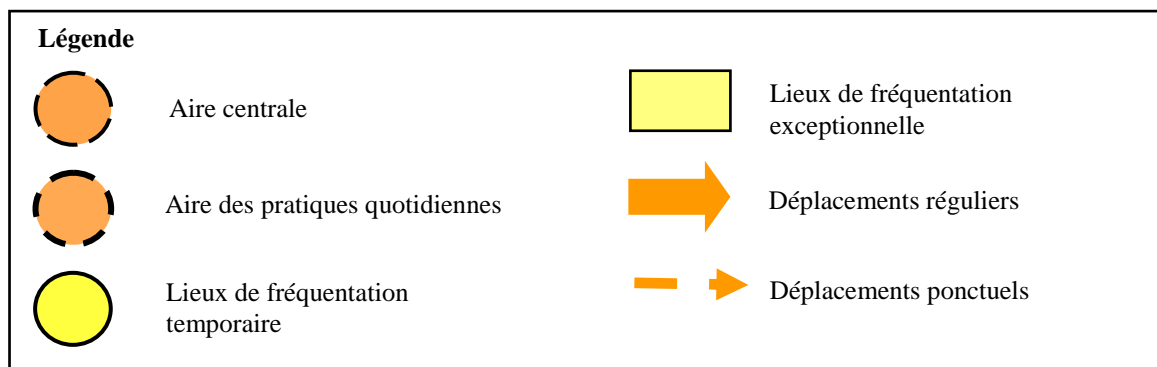 Légende
Aire centrale
Aire des pratiques quotidiennes
Lieux de fréquentation
temporaire
Lieux de fréquentation
exceptionnelle
Déplacements réguliers
Déplacements ponctuels